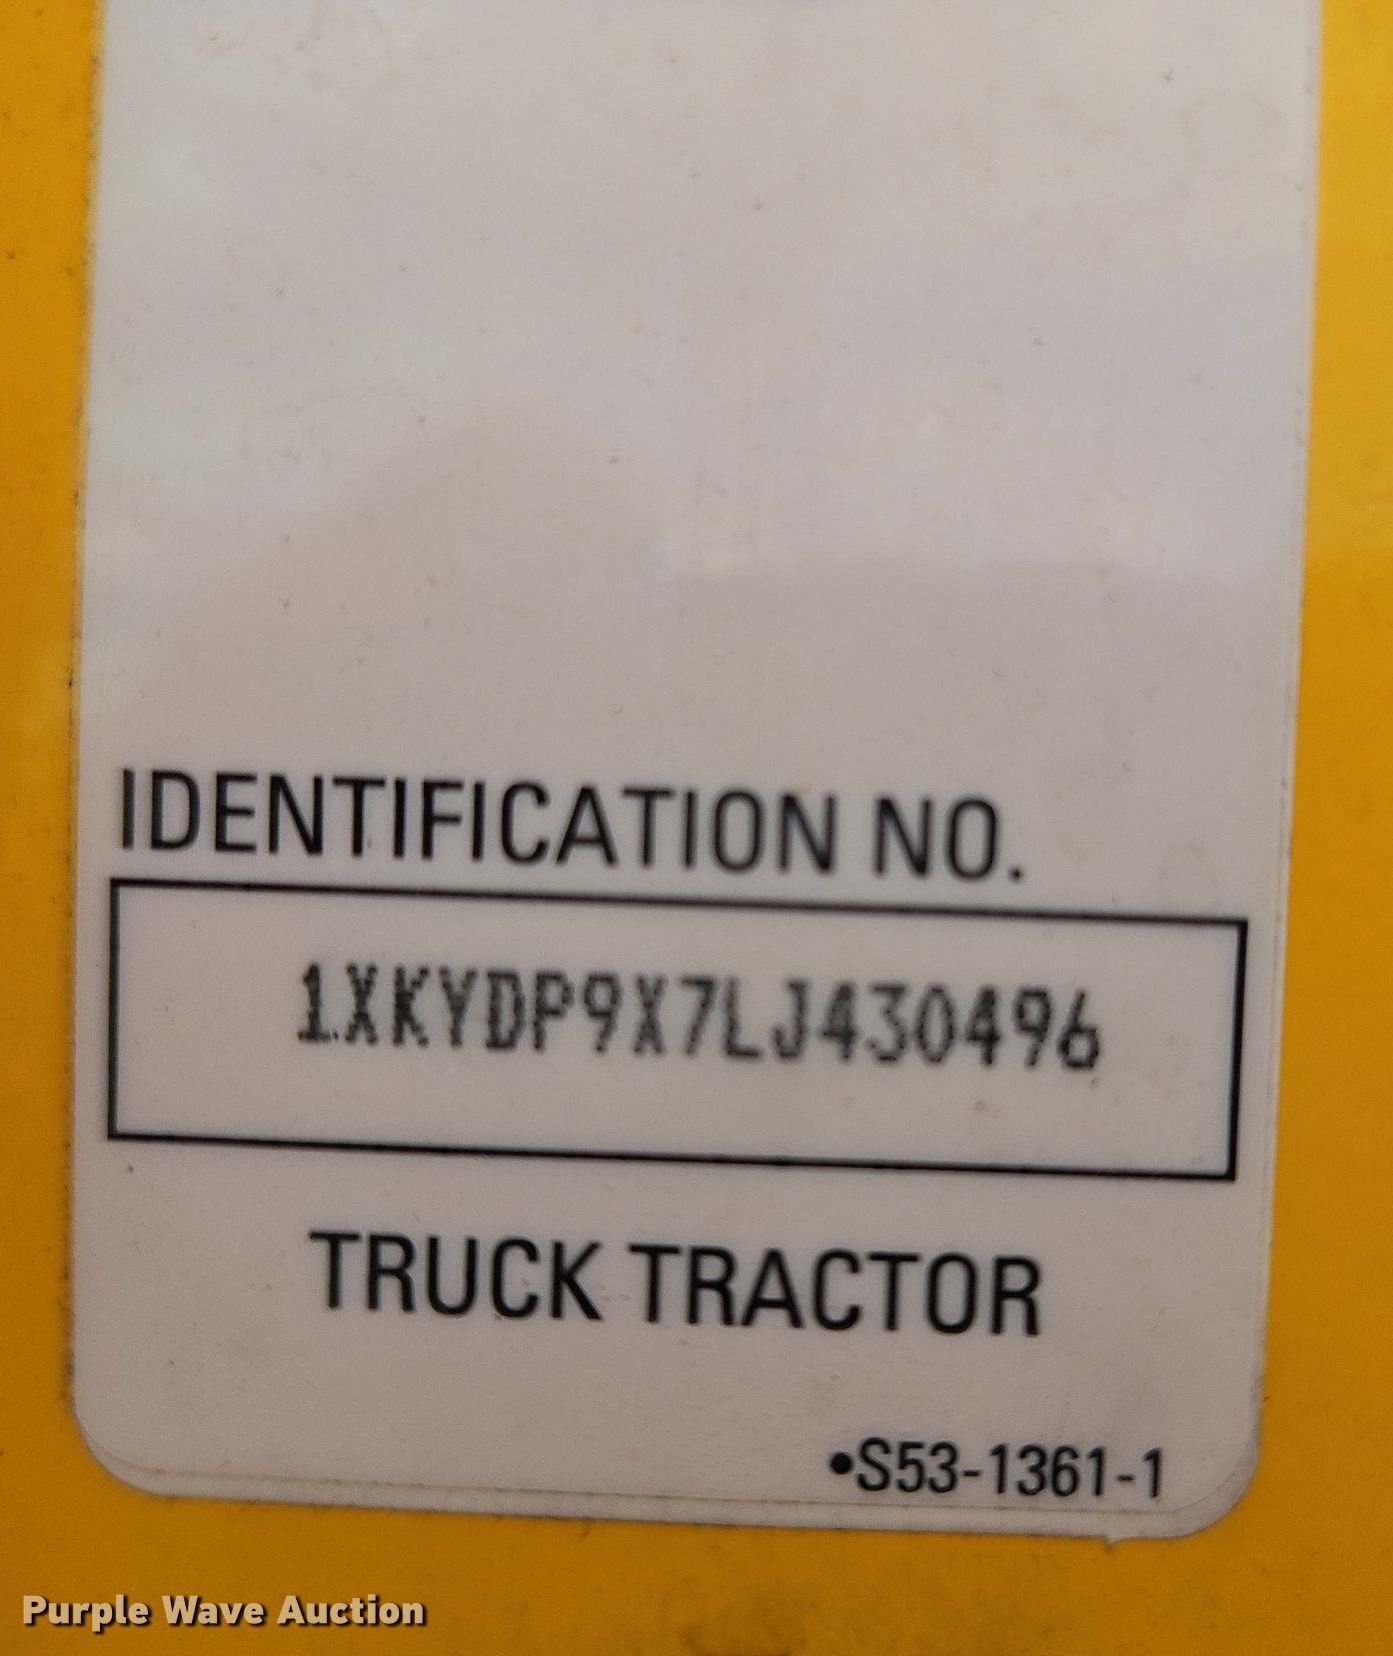 IDENTIFICATION NO.
1XKYDP9X7LJ430496
TRUCK TRACTOR
•S53-1361-1
Purple Wave Auction